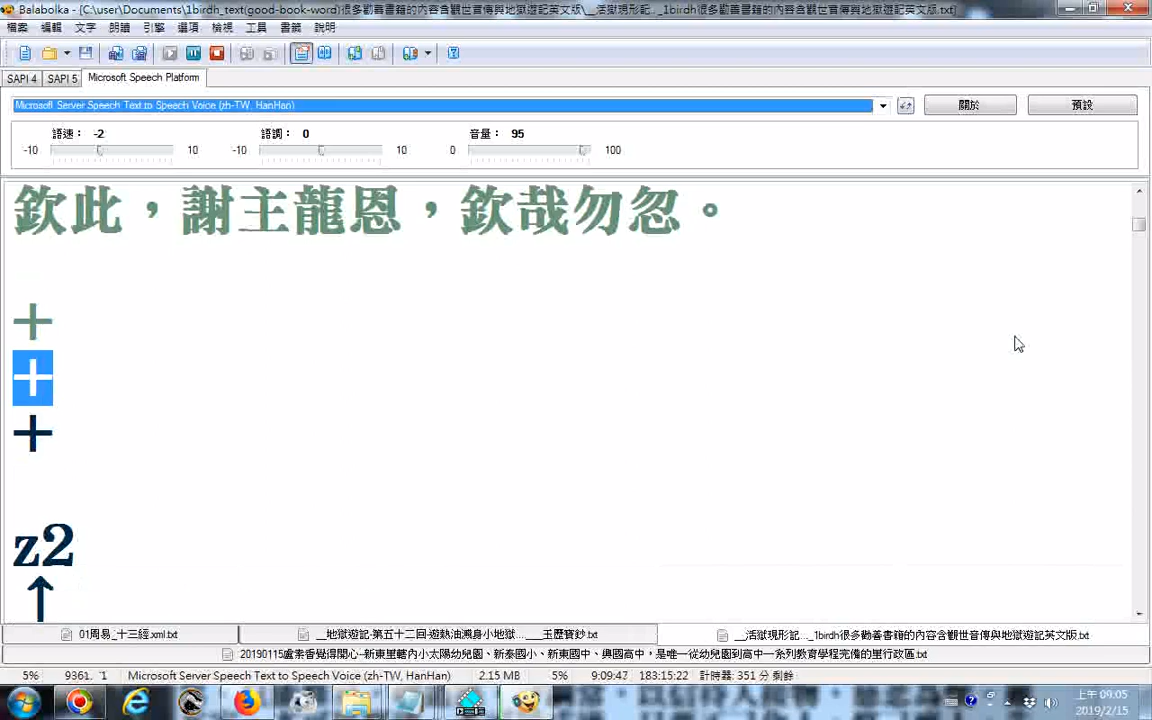 Balabolka - [C:\user\Documents\1birdh_text(good-book-word)很多勸善書籍的內容含觀世音傳與地獄遊記英文版\__活獄現形記..._1birdh很多勸善書籍的內容含觀世音傳與地獄遊記英文版.txt]
檔案 編輯 文字 朗讀 引擎 選項 檢視 工具 書籤 說明
SAPI 4 SAPI 5 Microsoft Speech Platform
Microsoft Server Speech Text to Speech Voice (zh-TW, HanHan) 關於 預設
語速： -2 語調： 0 音量： 95
-10 10 -10 10 0 100
欽此，謝主龍恩，欽哉勿忽。
＋
＋
＋
z2
↑
01周易_十三經.xml.txt __地獄遊記-第五十二回-遊熱油濺身小地獄...___玉歷寶鈔.txt __活獄現形記..._1birdh很多勸善書籍的內容含觀世音傳與地獄遊記英文版.txt
20190115盧素香覺得開心─新東里轄內小太陽幼兒園、新泰國小、新東國中、興國高中，是唯一從幼兒園到高中一系列教育學程完備的里行政區.txt
5% 9361: 1 Microsoft Server Speech Text to Speech Voice (zh-TW, HanHan) 2.15 MB 5% 9:09:47 183:15:22 計時器: 351 分 剩餘
上午 09:05
2019/2/15